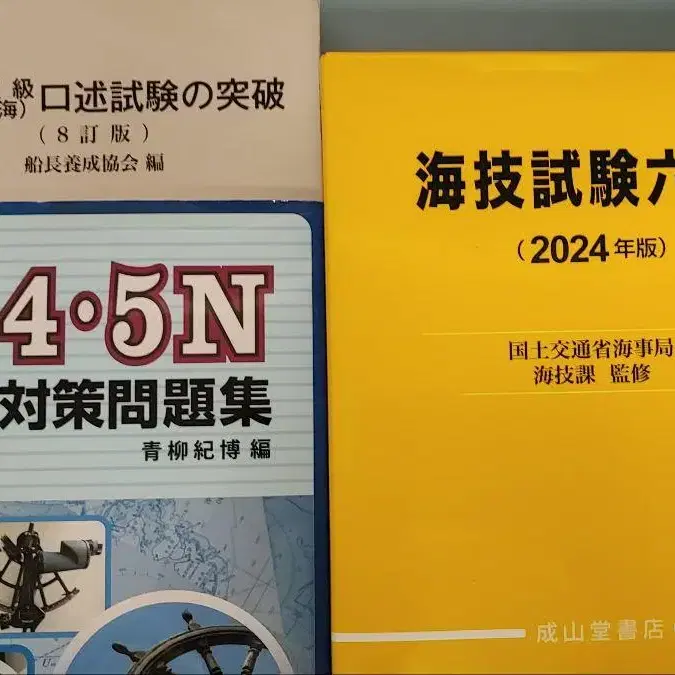 級
海)
口述試験の突破
(8訂版)
船長養成協会 編
4・5N
対策問題集
青柳紀博 編
海技試験六
(2024年版)
国土交通省海事局
海技課 監修
成山堂書店